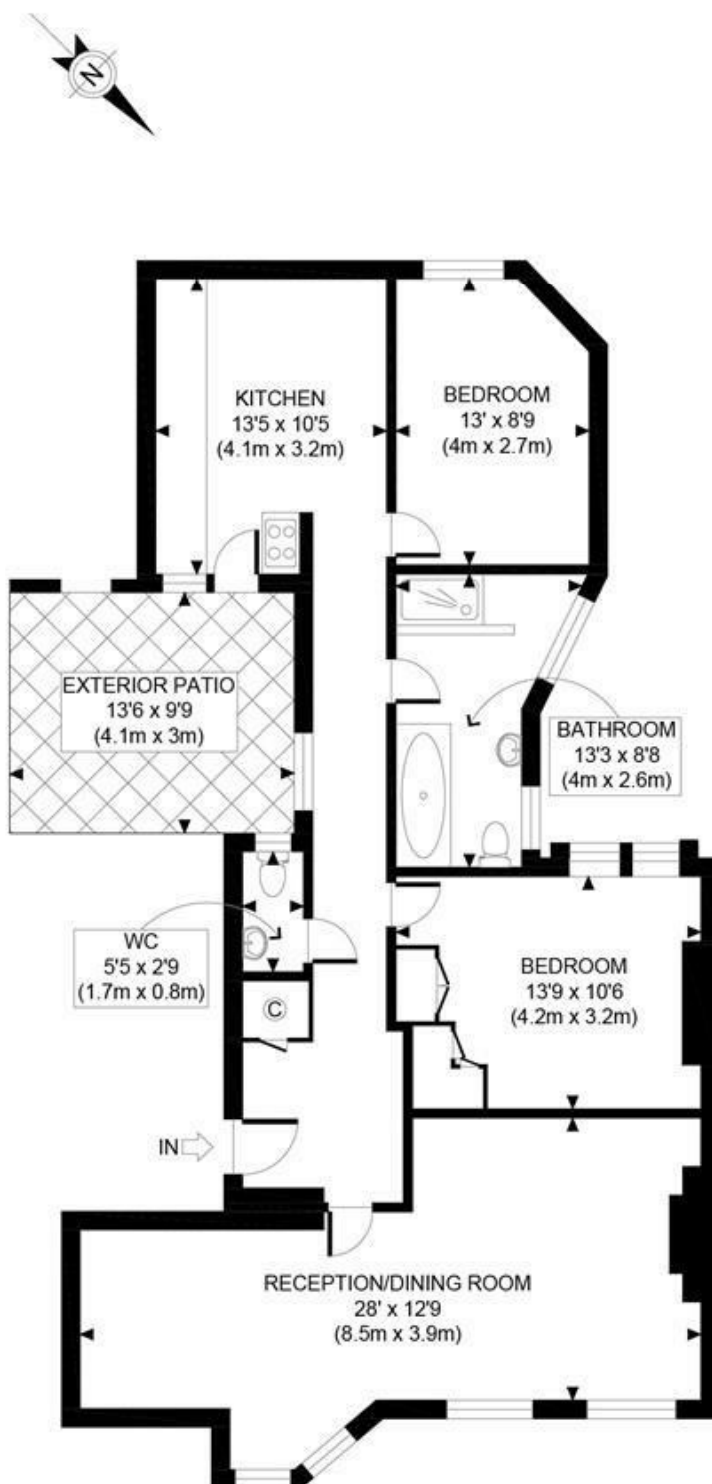 N
KITCHEN
13'5 x 10'5
(4.1m x 3.2m)
BEDROOM
13' x 8'9
(4m x 2.7m)
EXTERIOR PATIO
13'6 x 9'9
(4.1m x 3m)
BATHROOM
13'3 x 8'8
(4m x 2.6m)
WC
5'5 x 2'9
(1.7m x 0.8m)
C
BEDROOM
13'9 x 10'6
(4.2m x 3.2m)
IN
RECEPTION/DINING ROOM
28' x 12'9
(8.5m x 3.9m)